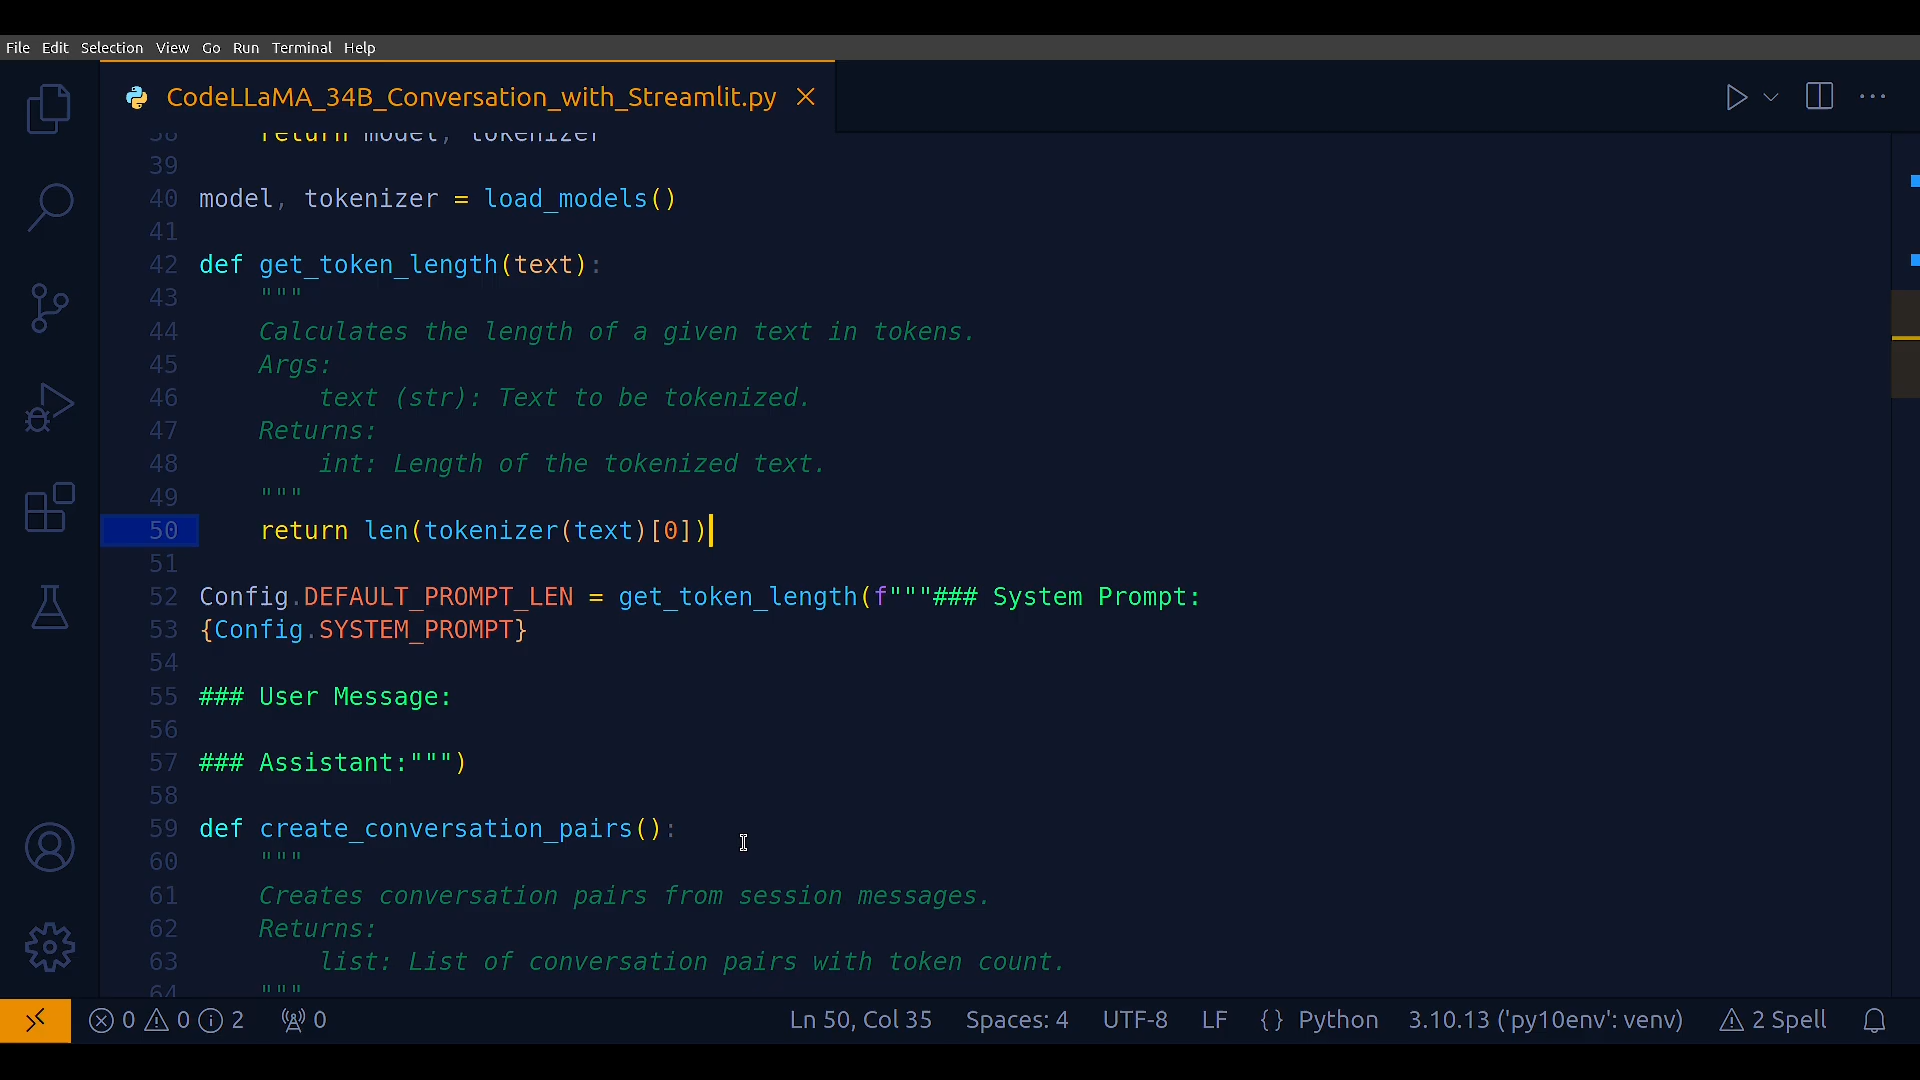 File Edit Selection View Go Run Terminal Help
CodeLLaMA_34B_Conversation_with_Streamlit.py
38     return model, tokenizer
39
40 model, tokenizer = load_models()
41
42 def get_token_length(text):
43     """
44     Calculates the length of a given text in tokens.
45     Args:
46         text (str): Text to be tokenized.
47     Returns:
48         int: Length of the tokenized text.
49     """
50     return len(tokenizer(text)[0])
51
52 Config.DEFAULT_PROMPT_LEN = get_token_length(f"""### System Prompt:
53 {Config.SYSTEM_PROMPT}
54
55 ### User Message:
56
57 ### Assistant:""")
58
59 def create_conversation_pairs():
60     """
61     Creates conversation pairs from session messages.
62     Returns:
63         list: List of conversation pairs with token count.
64     """
0 0 2 0 Ln 50, Col 35 Spaces: 4 UTF-8 LF {} Python 3.10.13 ('py10env': venv) 2 Spell